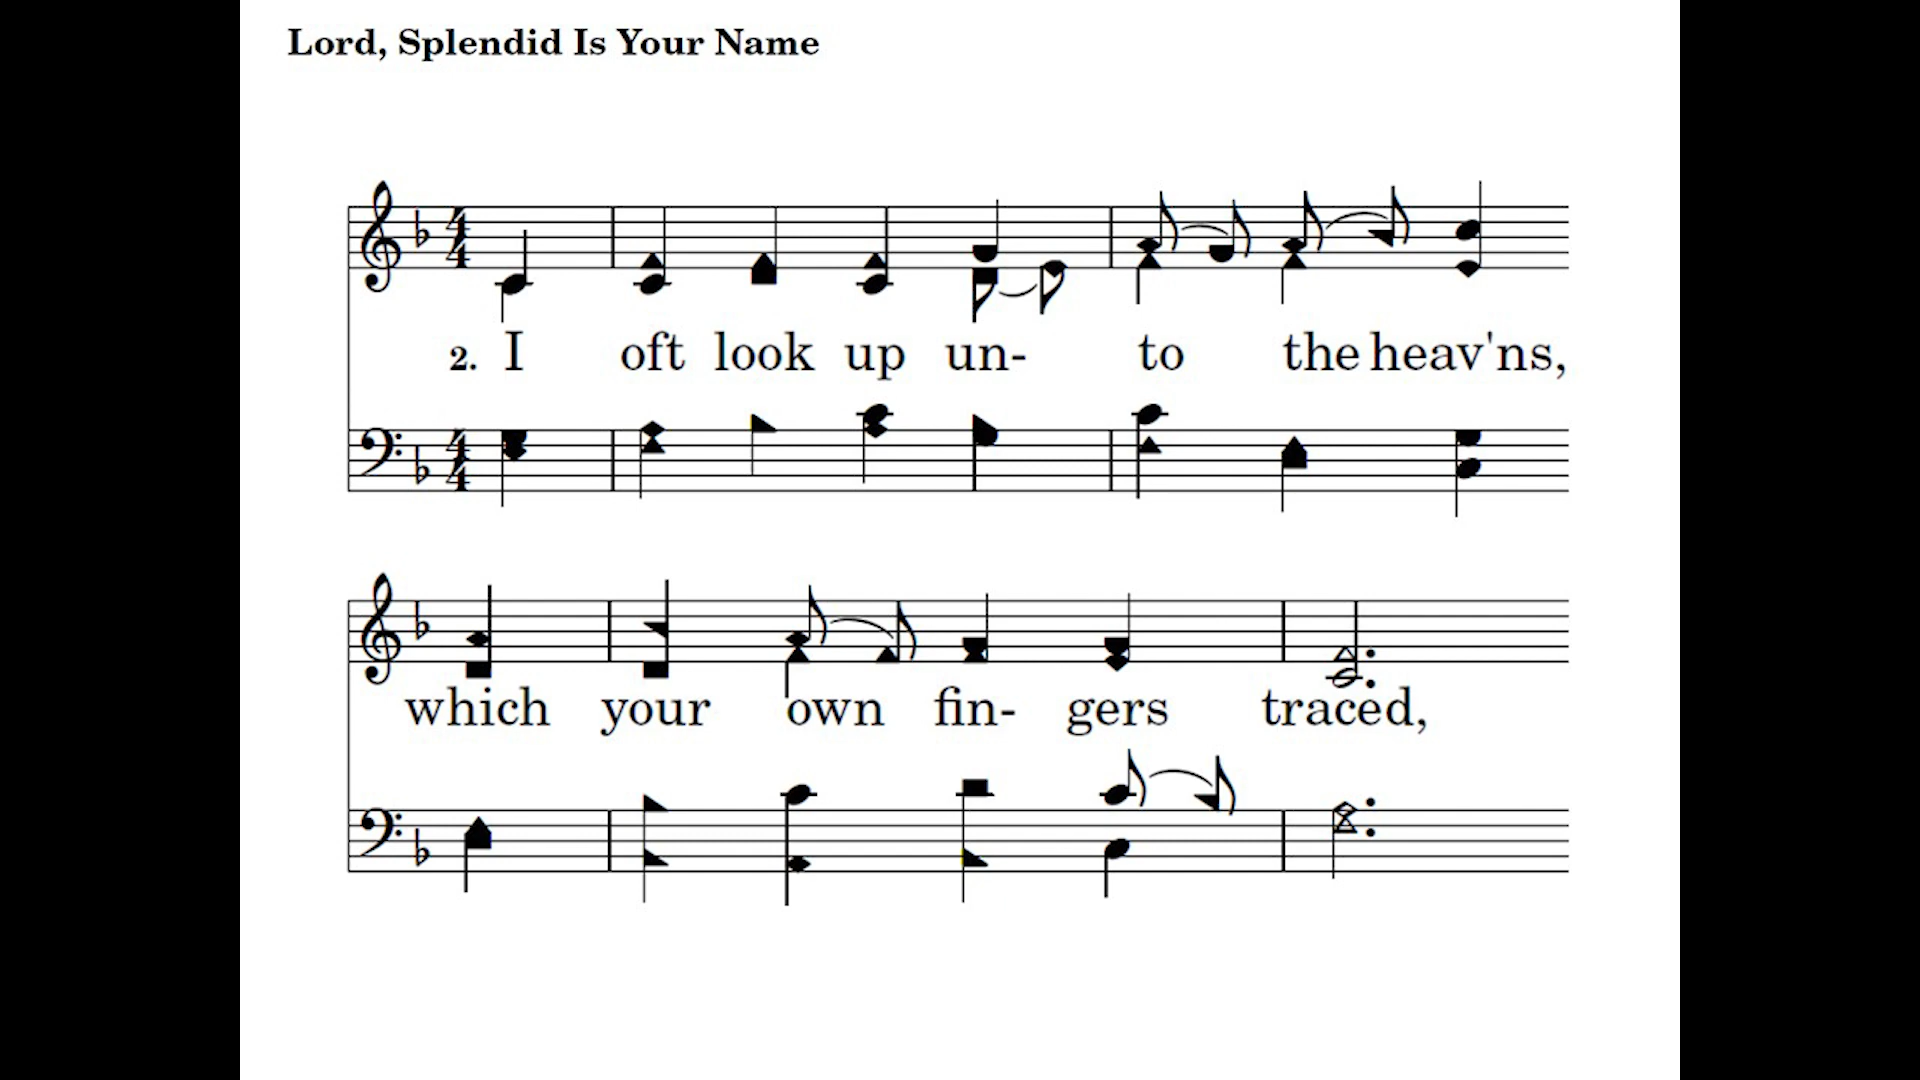 Lord, Splendid Is Your Name
2. I oft look up un- to the heav'ns,
which your own fin- gers traced,